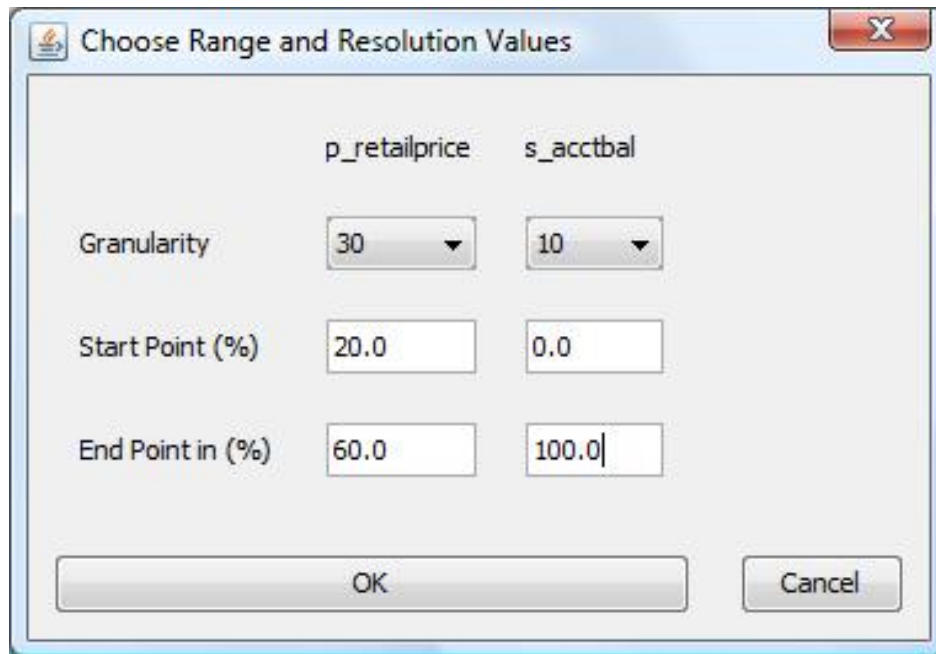 Choose Range and Resolution Values
p_retailprice s_acctbal
Granularity 30 10
Start Point (%) 20.0 0.0
End Point in (%) 60.0 100.0
OK Cancel